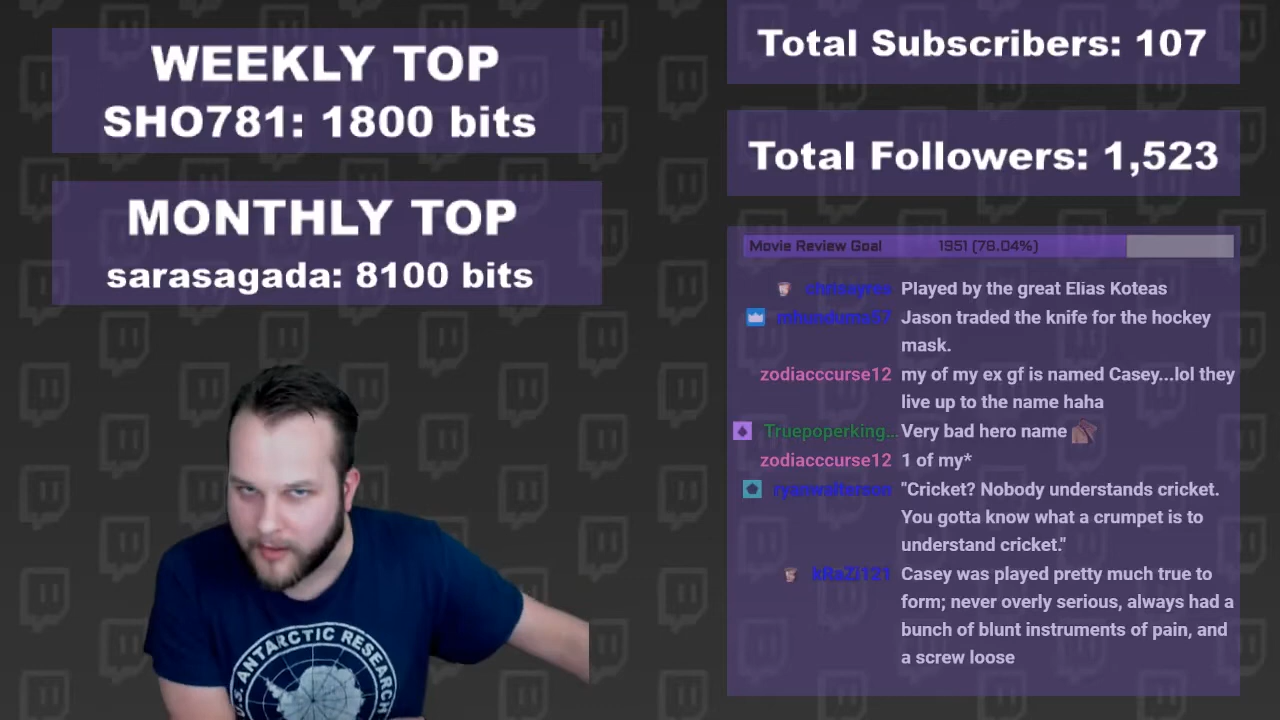 WEEKLY TOP
SHO781: 1800 bits
MONTHLY TOP
sarasagada: 8100 bits
Total Subscribers: 107
Total Followers: 1,523
Movie Review Goal 1951 (78.04%)
Played by the great Elias Koteas
Jason traded the knife for the hockey
mask.
zodiacccurse12 my of my ex gf is named Casey...lol they
live up to the name haha
Truepoperking... Very bad hero name
zodiacccurse12 1 of my*
"Cricket? Nobody understands cricket.
You gotta know what a crumpet is to
understand cricket."
kRaZj121 Casey was played pretty much true to
form; never overly serious, always had a
bunch of blunt instruments of pain, and
a screw loose
U.S. ANTARCTIC RESEARCH